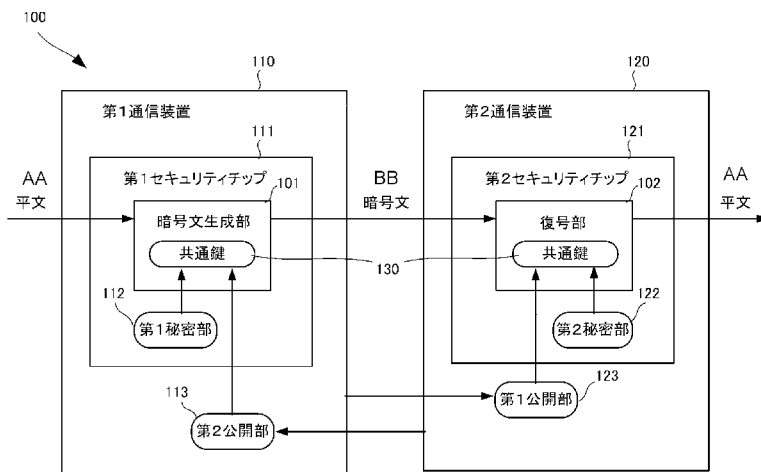 100
110
120
第1通信装置
第2通信装置
111
121
AA
平文
第1セキュリティチップ
101
BB
暗号文
第2セキュリティチップ
102
AA
平文
暗号文生成部
共通鍵
130
復号部
共通鍵
112
第1秘密部
122
第2秘密部
113
第2公開部
第1公開部
123